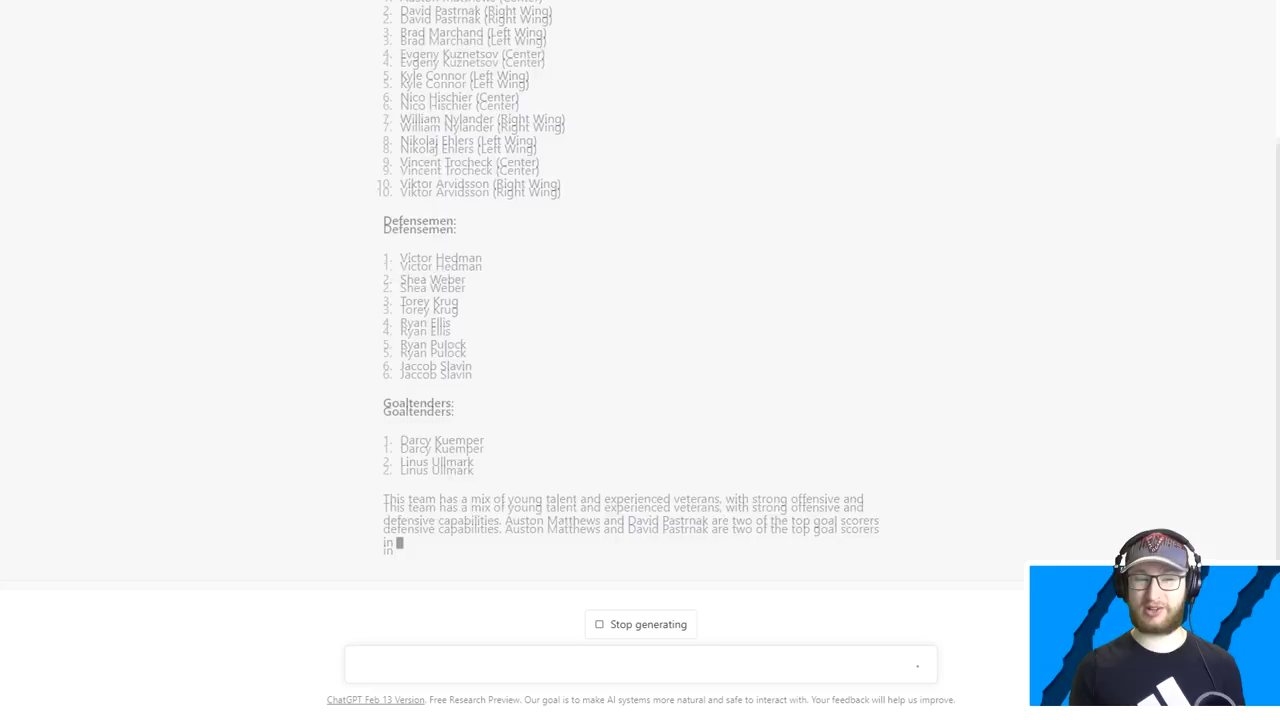 2. David Pastrnak (Right Wing)
3. Brad Marchand (Left Wing)
4. Evgeny Kuznetsov (Center)
5. Kyle Connor (Left Wing)
6. Nico Hischier (Center)
7. William Nylander (Right Wing)
8. Nikolaj Ehlers (Left Wing)
9. Vincent Trocheck (Center)
10. Viktor Arvidsson (Right Wing)
Defensemen:
1. Victor Hedman
2. Shea Weber
3. Torey Krug
4. Ryan Ellis
5. Ryan Pulock
6. Jaccob Slavin
Goaltenders:
1. Darcy Kuemper
2. Linus Ullmark
This team has a mix of young talent and experienced veterans, with strong offensive and
defensive capabilities. Auston Matthews and David Pastrnak are two of the top goal scorers
in
Stop generating
ChatGPT Feb 13 Version. Free Research Preview. Our goal is to make AI systems more natural and safe to interact with. Your feedback will help us improve.